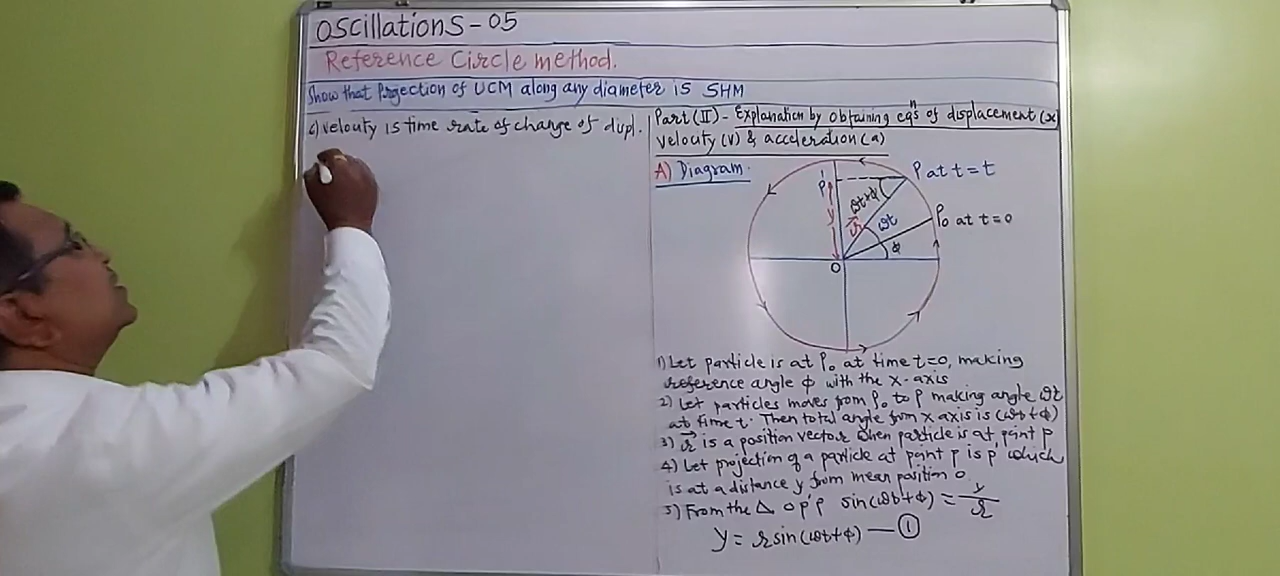 Oscillations-05
Reference Circle method.
Show that Projection of UCM along any diameter is SHM
6) Velocity is time rate of change of displ.
Part (II) - Explanation by obtaining eqns of displacement (x)
velocity (v) & acceleration (a)
A) Diagram.
P'
P at t = t
ωt+ϕ
y
r
ωt
P₀ at t=0
ϕ
O
1) Let particle is at P₀ at time t=0, making
reference angle ϕ with the x-axis
2) Let particles moves from P₀ to P making angle ωt
at time t. Then total angle from x axis is (ωt+ϕ)
3) r⃗ is a position vector when particle is at point P
4) Let projection of a particle at point P is P' which
is at a distance y from mean position O
5) From the Δ OP'P sin(ωt+ϕ) = y/r
y = r sin(ωt+ϕ) — ①